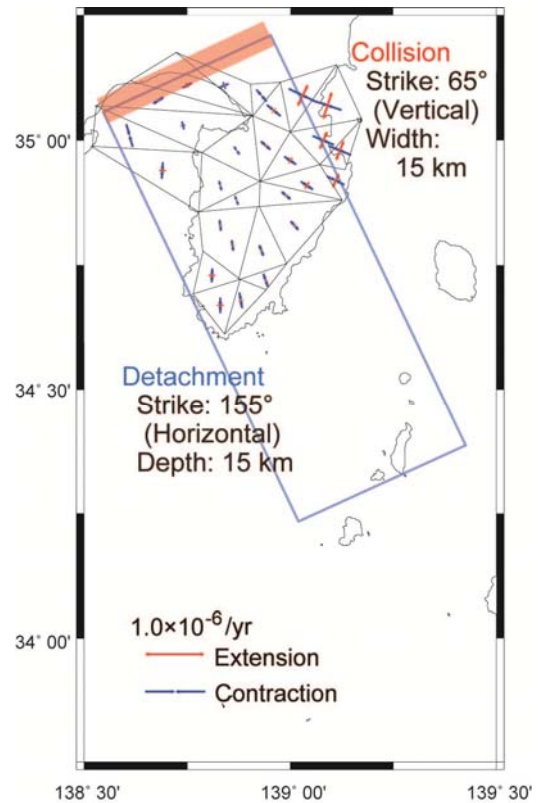 Collision
Strike: 65°
(Vertical)
Width:
15 km
35° 00'
Detachment
Strike: 155°
(Horizontal)
Depth: 15 km
34° 30'
1.0×10⁻⁶/yr
Extension
Contraction
34° 00'
138° 30' 139° 00' 139° 30'